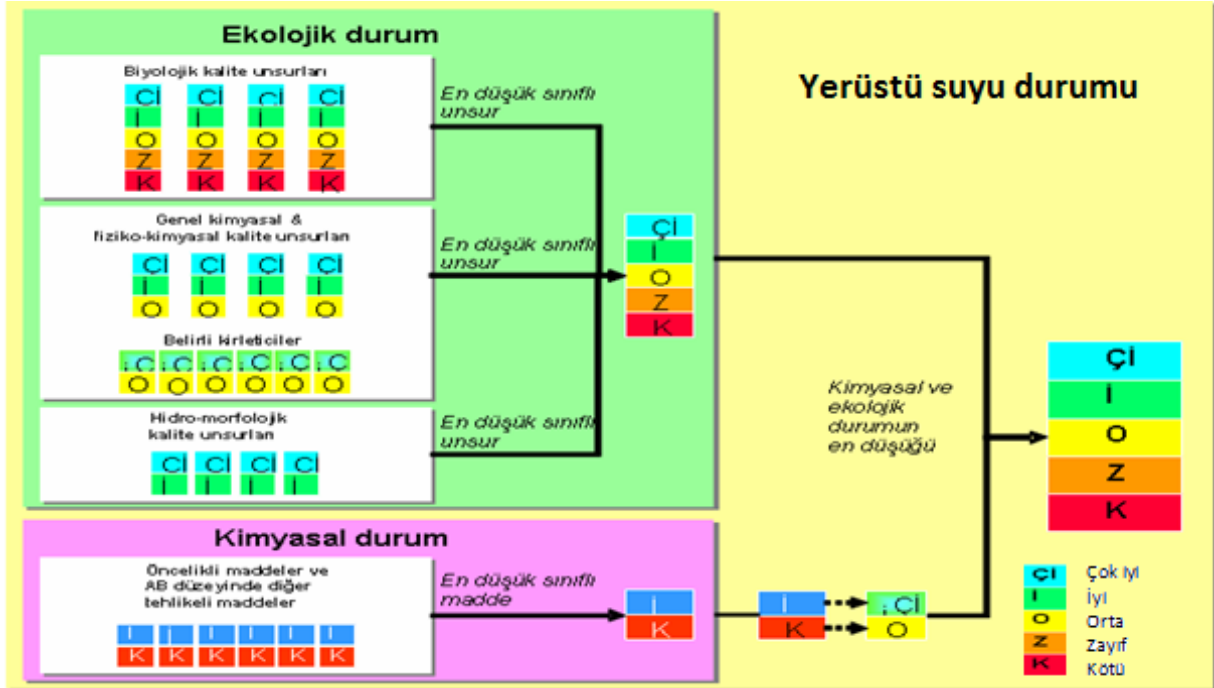 Ekolojik durum
Yerüstü suyu durumu
Biyolojik kalite unsurları
Çİ Çİ Çİ Çİ
İ İ İ İ
O O O O
Z Z Z Z
K K K K
En düşük sınıflı
unsur
Genel kimyasal &
fiziko-kimyasal kalite unsurları
Çİ Çİ Çİ Çİ
İ İ İ İ
O O O O
En düşük sınıflı
unsur
Belirli kirleticiler
O O O O O O
Hidro-morfolojik
kalite unsurları
Çİ Çİ Çİ Çİ
İ İ İ İ
En düşük sınıflı
unsur
Çİ
İ
O
Z
K
Kimyasal ve
ekolojik
durumun
en düşüğü
Çİ
İ
O
Z
K
Kimyasal durum
Öncelikli maddeler ve
AB düzeyinde diğer
tehlikeli maddeler
İ İ İ İ İ İ
K K K K K K
En düşük sınıflı
madde
İ
K
İ
K
O
Çİ Çok iyi
İ İyi
O Orta
Z Zayıf
K Kötü